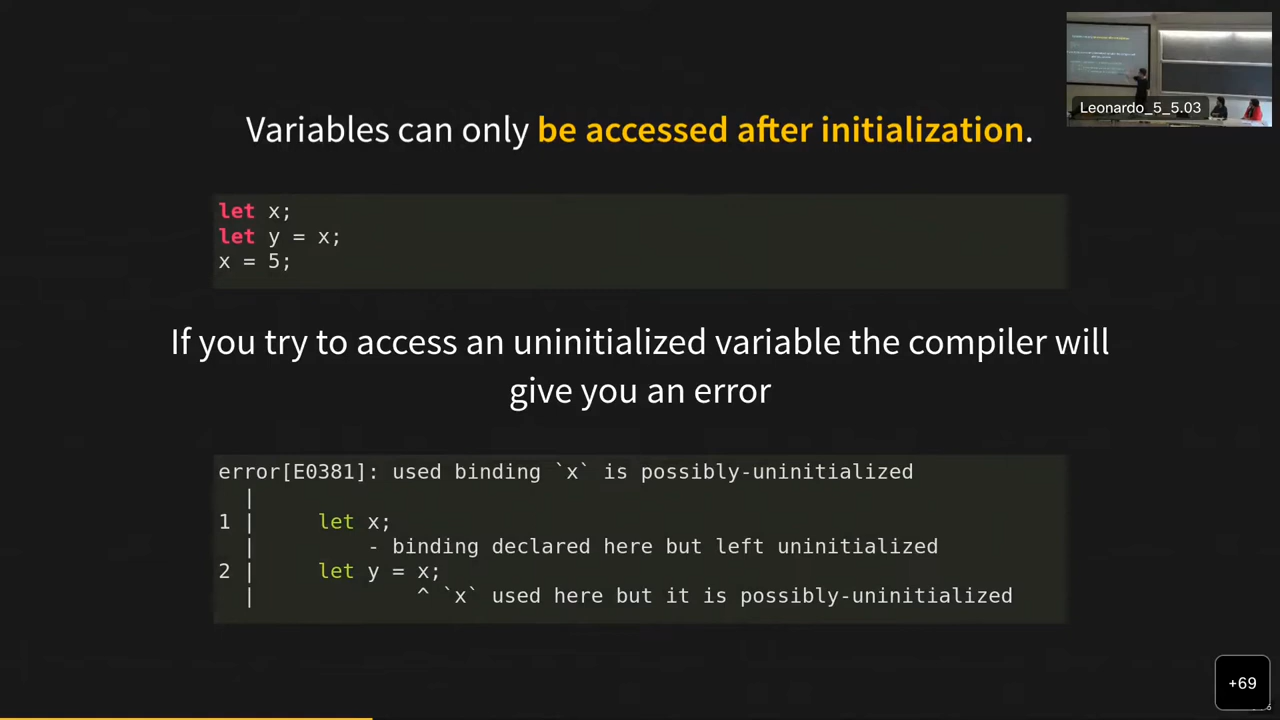 Leonardo_5_5.03
Variables can only be accessed after initialization.
let x;
let y = x;
x = 5;
If you try to access an uninitialized variable the compiler will
give you an error
error[E0381]: used binding `x` is possibly-uninitialized
  |
1 |     let x;
  |         - binding declared here but left uninitialized
2 |     let y = x;
  |             ^ `x` used here but it is possibly-uninitialized
+69